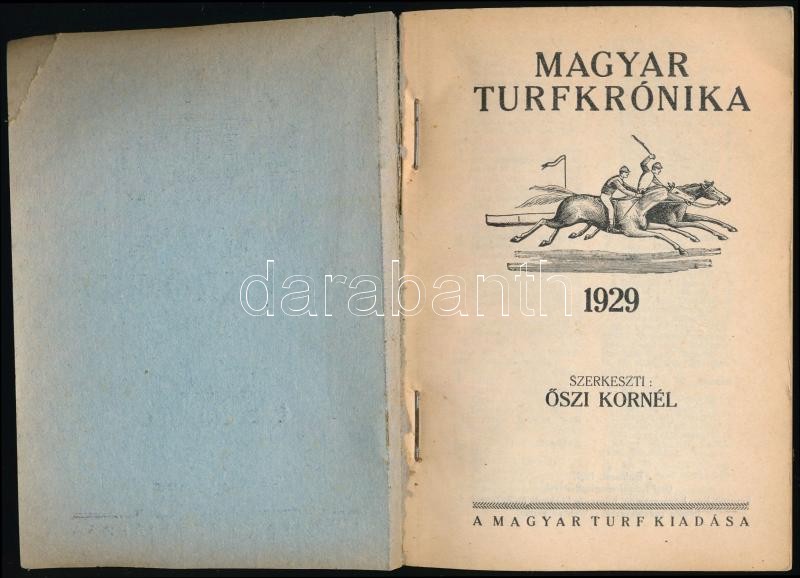 MAGYAR
TURFKRÓNIKA
darabanth
1929
SZERKESZTI :
ŐSZI KORNÉL
A MAGYAR TURF KIADÁSA